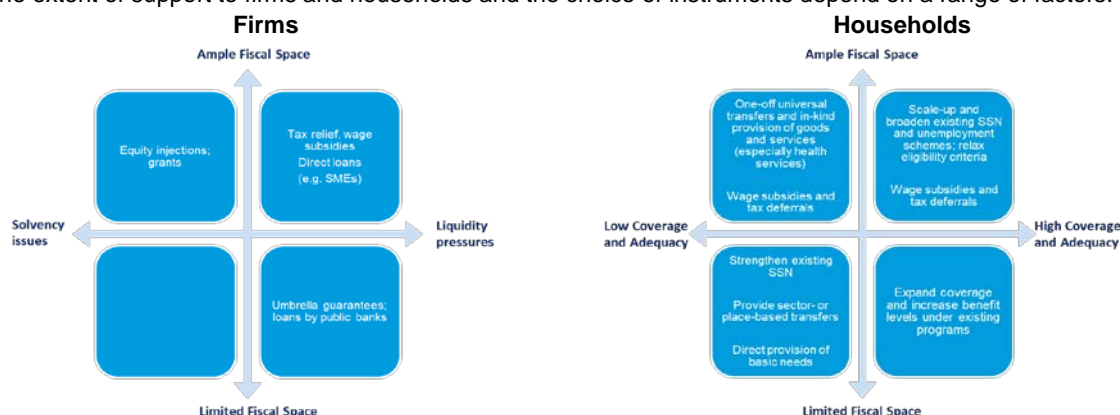 The extent of support to firms and households and the choice of instruments depend on a range of factors.
Firms
Ample Fiscal Space
Equity injections;
grants
Tax relief, wage
subsidies
Direct loans
(e.g. SMEs)
Solvency
issues
Liquidity
pressures
Umbrella guarantees;
loans by public banks
Limited Fiscal Space
Households
Ample Fiscal Space
One-off universal
transfers and in-kind
provision of goods
and services
(especially health
services)
Wage subsidies and
tax deferrals
Scale-up and
broaden existing SSN
and unemployment
schemes; relax
eligibility criteria
Wage subsidies and
tax deferrals
Low Coverage
and Adequacy
High Coverage
and Adequacy
Strengthen existing
SSN
Provide sector- or
place-based transfers
Direct provision of
basic needs
Expand coverage
and increase benefit
levels under existing
programs
Limited Fiscal Space